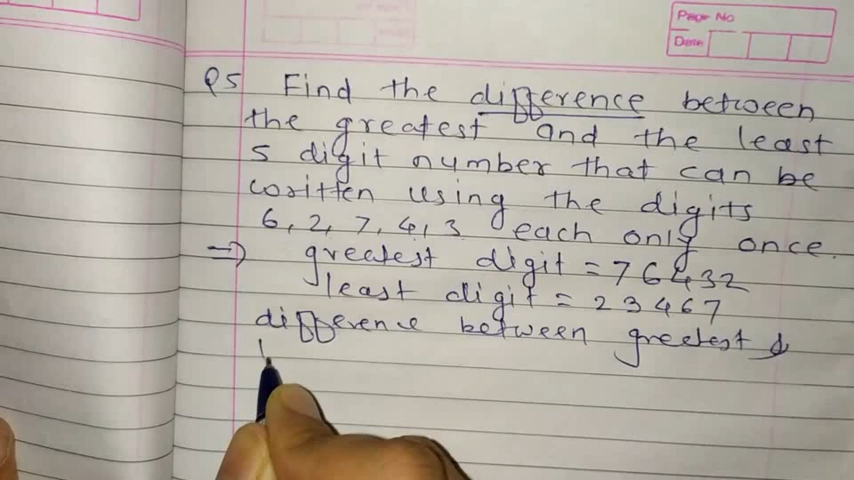 Page No
Date
Q5 Find the difference between
the greatest and the least
5 digit number that can be
written using the digits
6, 2, 7, 4, 3 each only once.
⇒ greatest digit = 76432
least digit = 23467
difference between greatest &
l